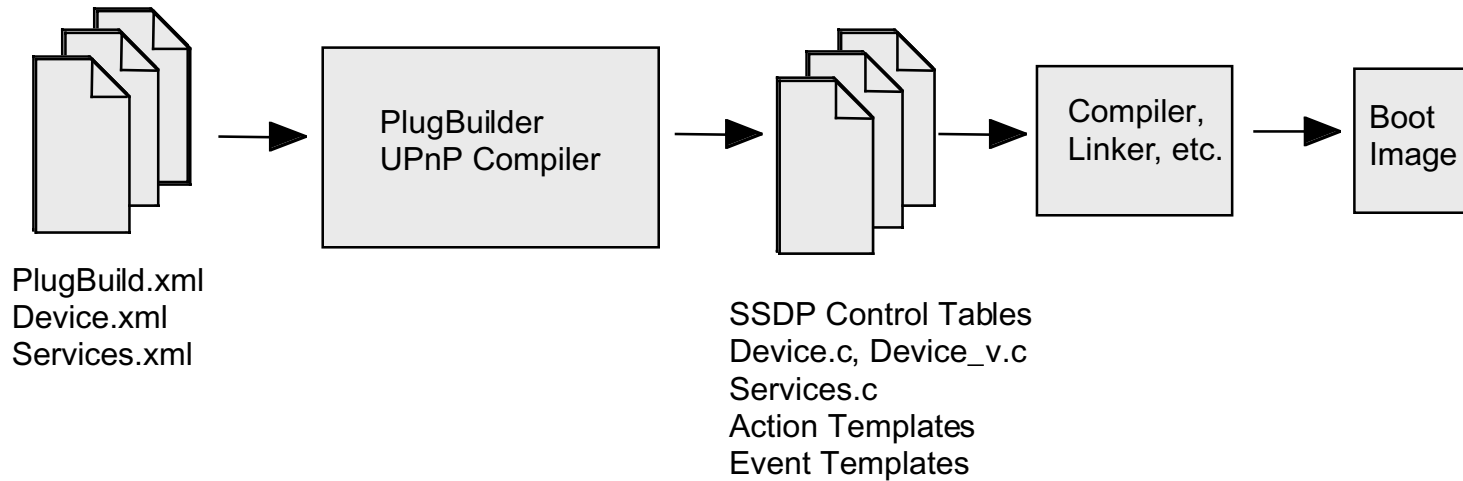 PlugBuilder
UPnP Compiler
Compiler,
Linker, etc.
Boot
Image
PlugBuild.xml
Device.xml
Services.xml
SSDP Control Tables
Device.c, Device_v.c
Services.c
Action Templates
Event Templates